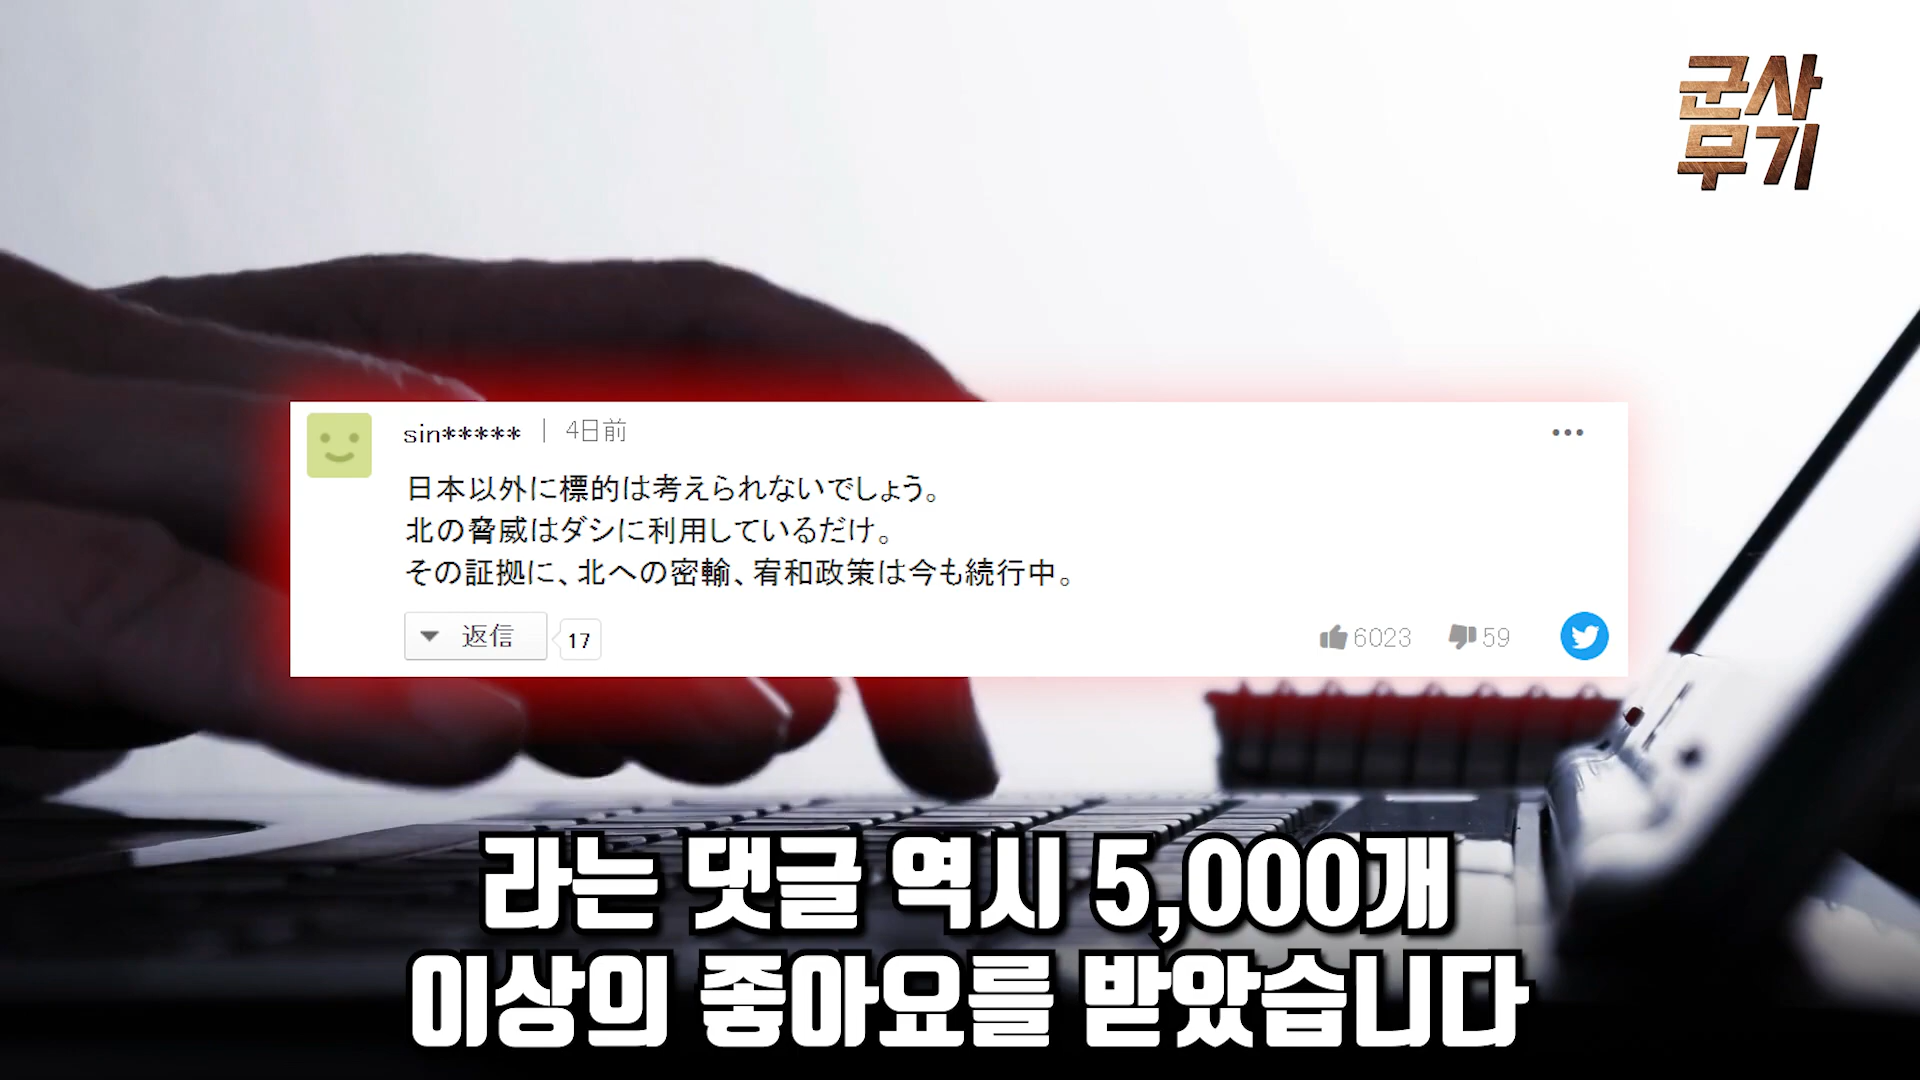 군사
무기
sin***** | 4日前
日本以外に標的は考えられないでしょう。
北の脅威はダシに利用しているだけ。
その証拠に、北への密輸、宥和政策は今も続行中。
返信 17
6023 59
라는 댓글 역시 5,000개
이상의 좋아요를 받았습니다